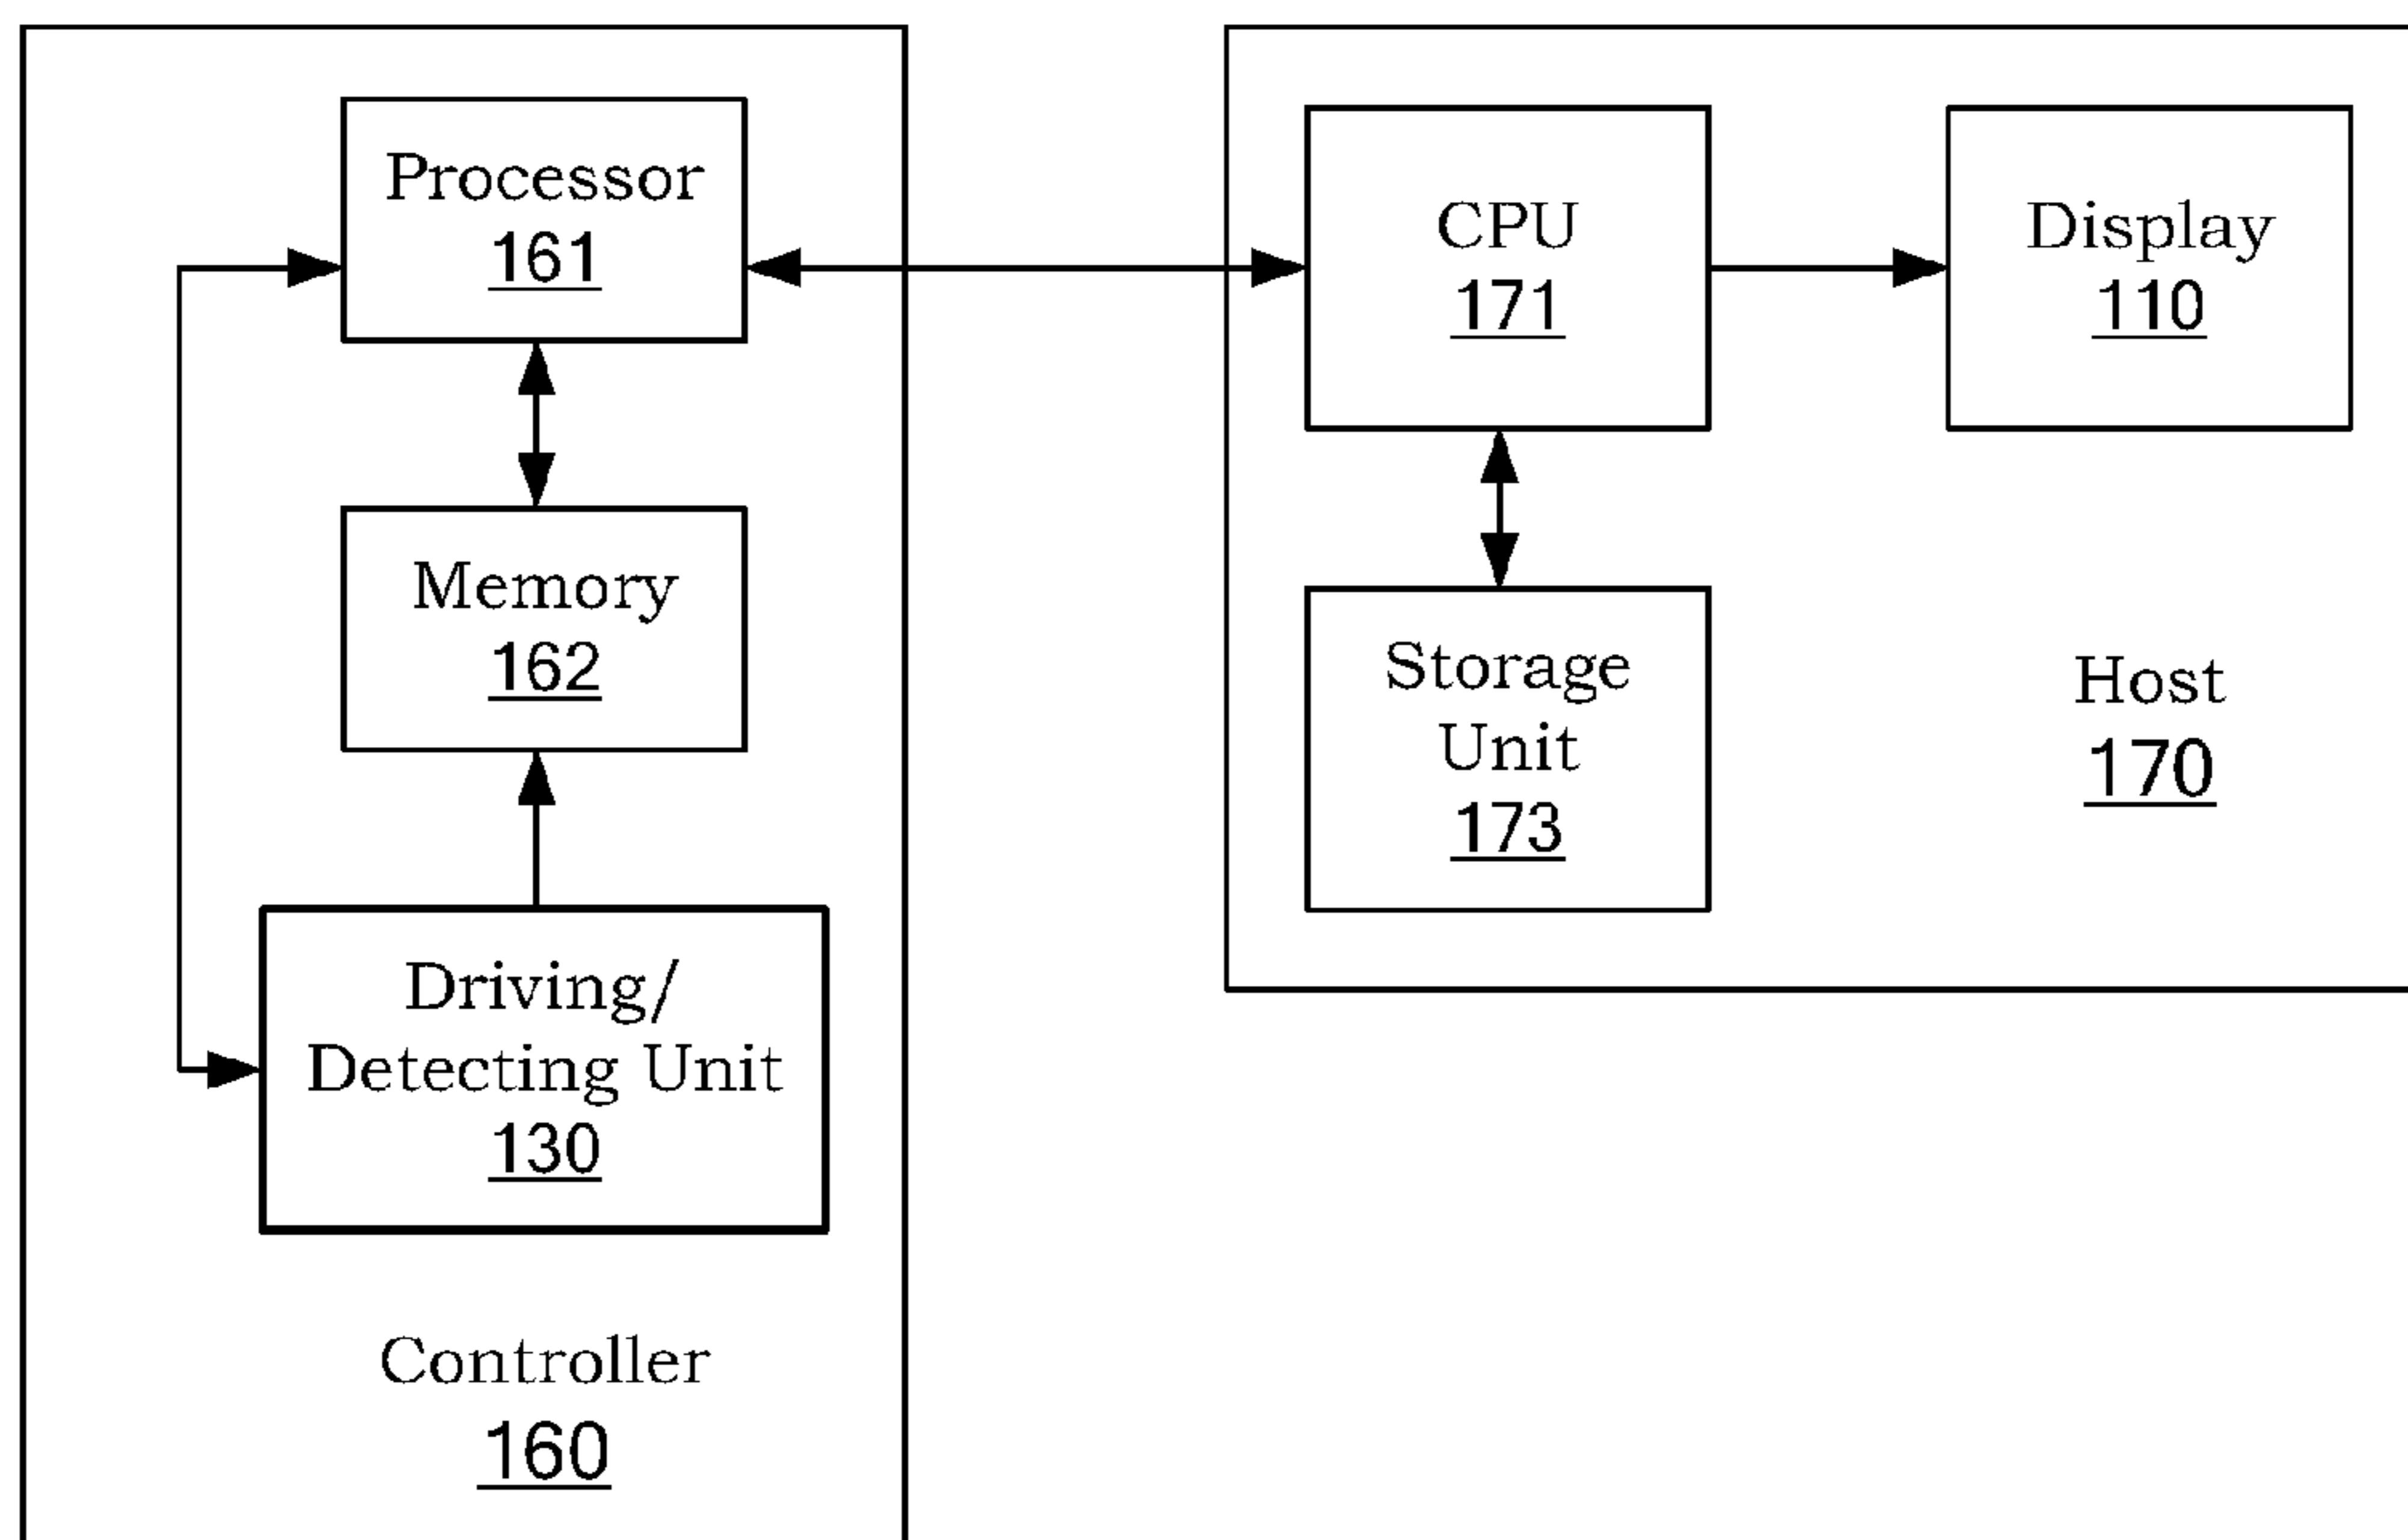 Processor
161
Memory
162
Driving/
Detecting Unit
130
Controller
160
CPU
171
Display
110
Storage
Unit
173
Host
170